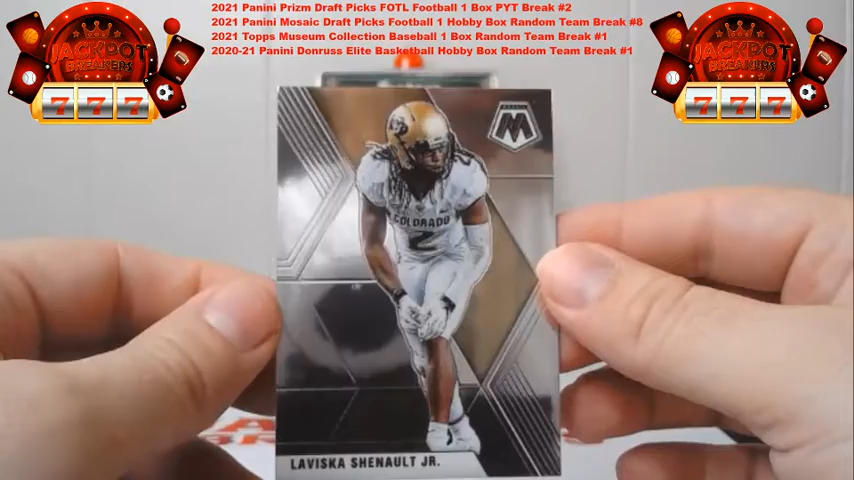 2021 Panini Prizm Draft Picks FOTL Football 1 Box PYT Break #2
2021 Panini Mosaic Draft Picks Football 1 Hobby Box Random Team Break #8
2021 Topps Museum Collection Baseball 1 Box Random Team Break #1
2020-21 Panini Donruss Elite Basketball Hobby Box Random Team Break #1
JACKPOT
BREAKERS
777
JACKPOT
BREAKERS
777
MOSAIC
M
COLORADO
2
LAVISKA SHENAULT JR.